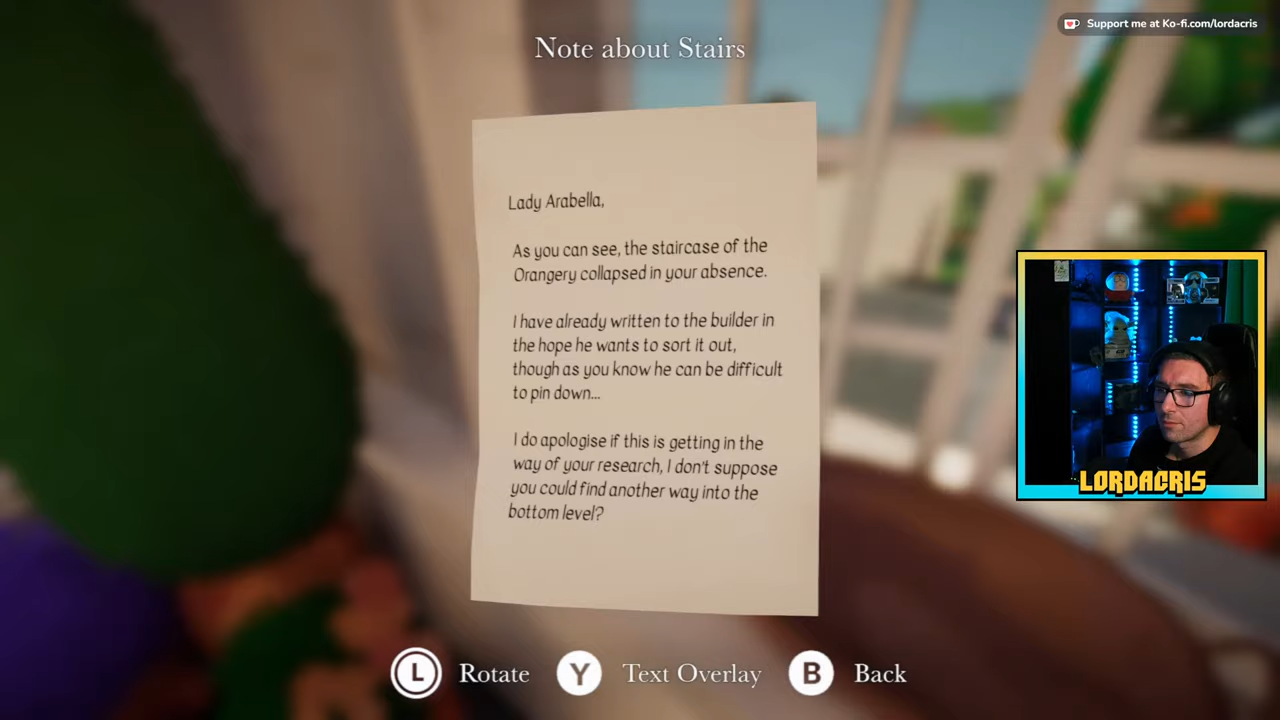 Support me at Ko-fi.com/lordacris
Note about Stairs
Lady Arabella,
As you can see, the staircase of the
Orangery collapsed in your absence.
I have already written to the builder in
the hope he wants to sort it out,
though as you know he can be difficult
to pin down...
I do apologise if this is getting in the
way of your research, I don't suppose
you could find another way into the
bottom level?
LORDACRIS
L Rotate Y Text Overlay B Back